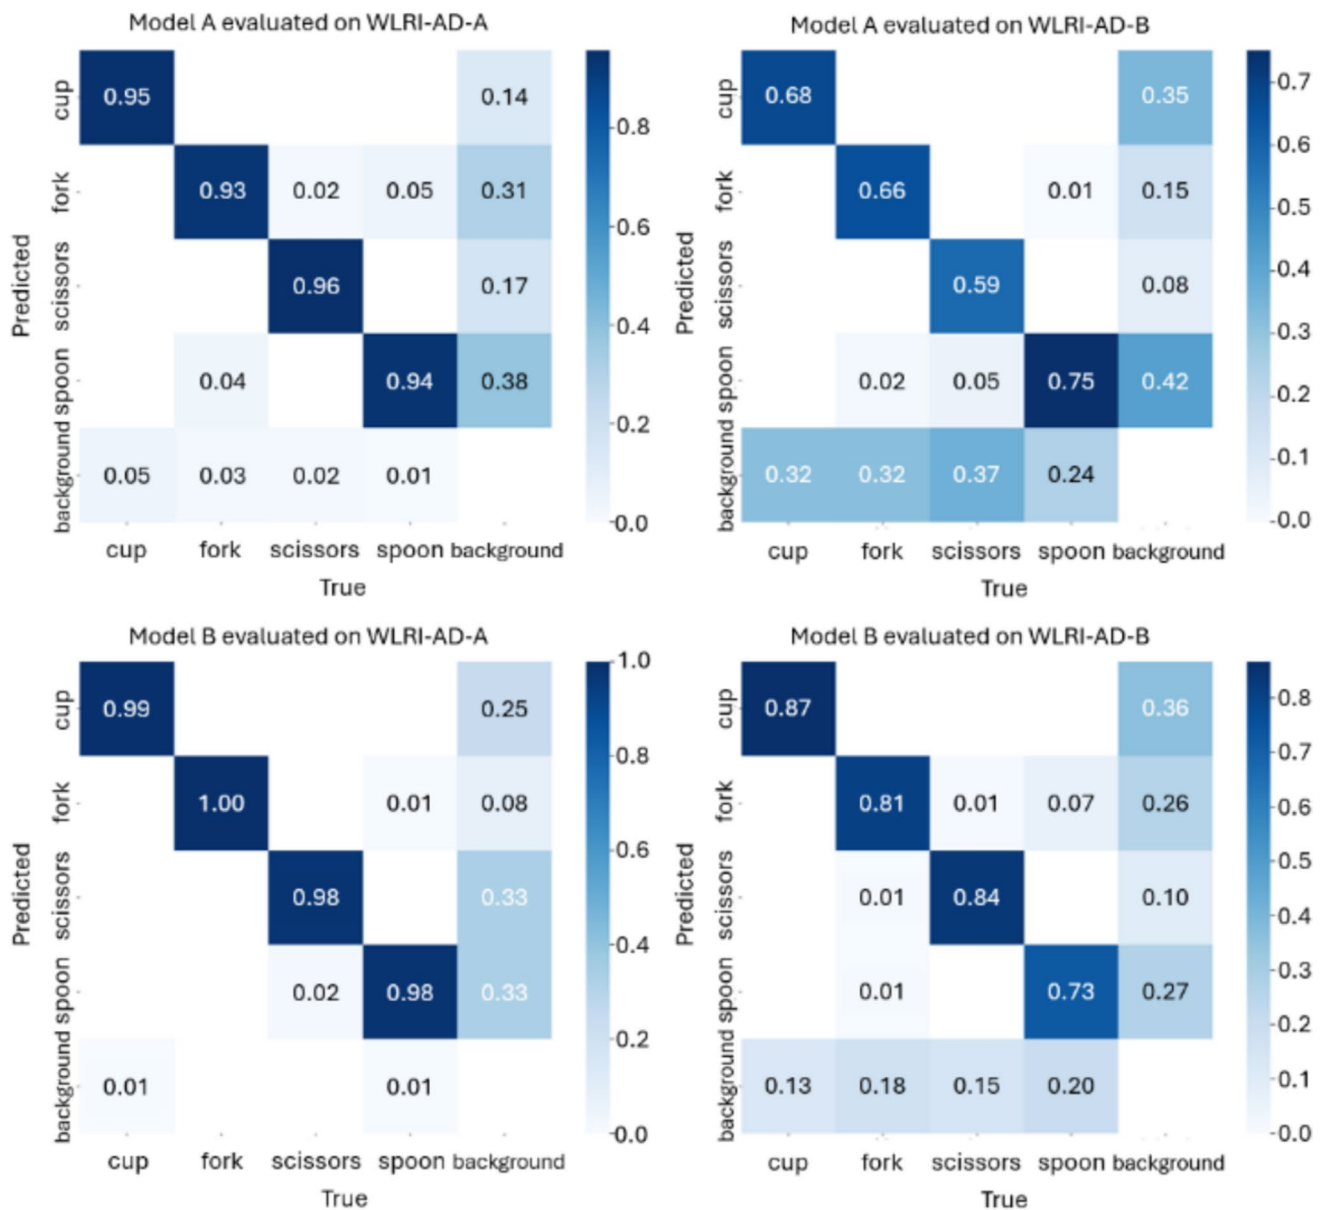 Model A evaluated on WLRI-AD-A
cup 0.95 0.14
fork 0.93 0.02 0.05 0.31
scissors 0.96 0.17
spoon 0.04 0.94 0.38
background 0.05 0.03 0.02 0.01
cup fork scissors spoon background
Predicted
True
0.8
0.6
0.4
0.2
0.0
Model A evaluated on WLRI-AD-B
cup 0.68 0.35
fork 0.66 0.01 0.15
scissors 0.59 0.08
spoon 0.02 0.05 0.75 0.42
background 0.32 0.32 0.37 0.24
cup fork scissors spoon background
Predicted
True
0.7
0.6
0.5
0.4
0.3
0.2
0.1
0.0
Model B evaluated on WLRI-AD-A
cup 0.99 0.25
fork 1.00 0.01 0.08
scissors 0.98 0.33
spoon 0.02 0.98 0.33
background 0.01 0.01
cup fork scissors spoon background
Predicted
True
1.0
0.8
0.6
0.4
0.2
0.0
Model B evaluated on WLRI-AD-B
cup 0.87 0.36
fork 0.81 0.01 0.07 0.26
scissors 0.01 0.84 0.10
spoon 0.01 0.73 0.27
background 0.13 0.18 0.15 0.20
cup fork scissors spoon background
Predicted
True
0.8
0.7
0.6
0.5
0.4
0.3
0.2
0.1
0.0